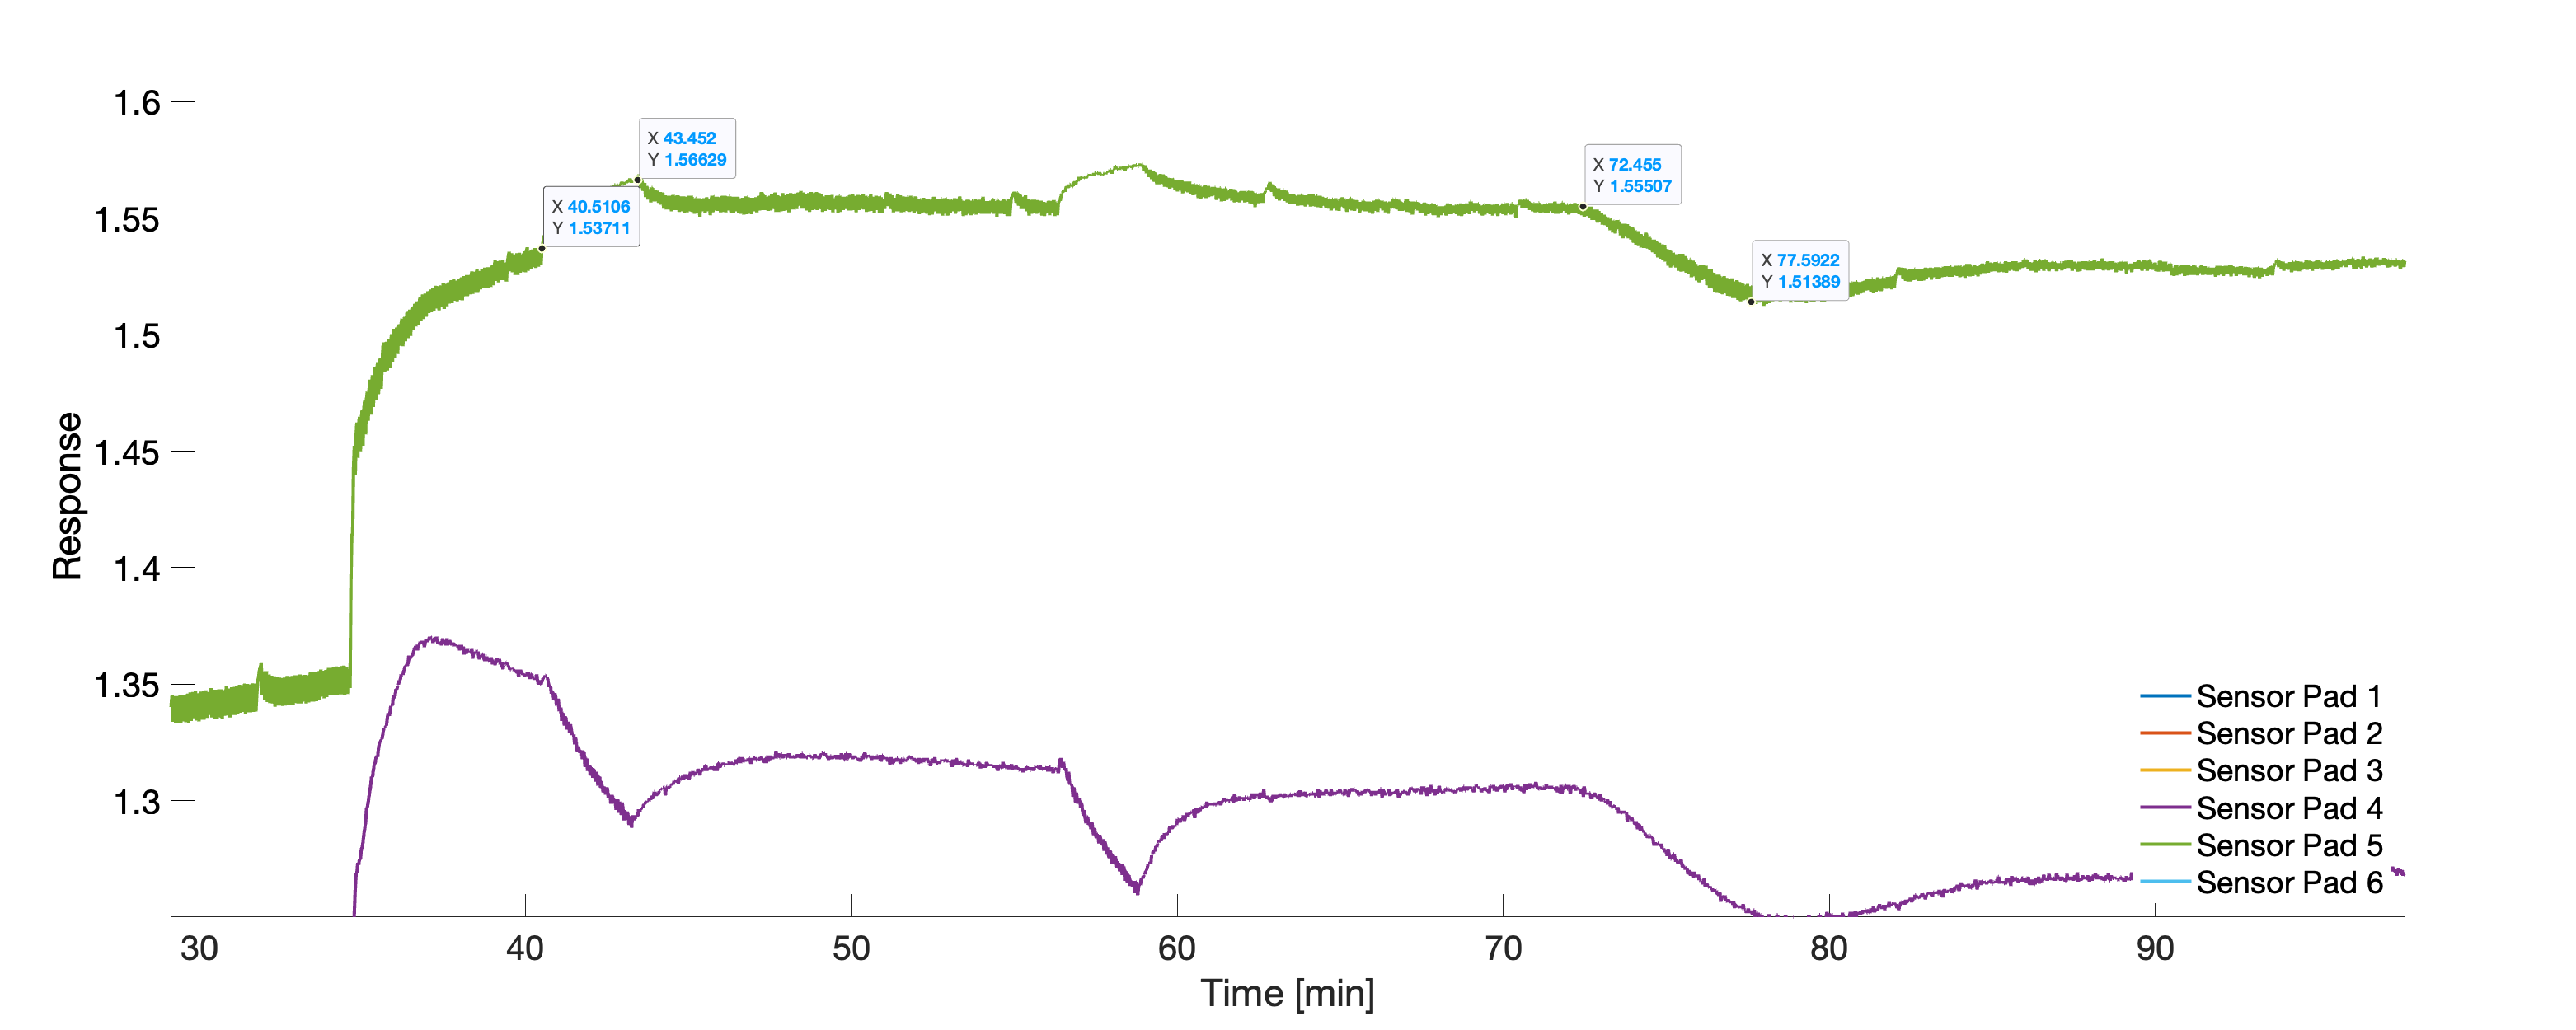 1.6
1.55
1.5
1.45
1.4
1.35
1.3
Response
X 43.452
Y 1.56629
X 40.5106
Y 1.53711
X 72.455
Y 1.55507
X 77.5922
Y 1.51389
Sensor Pad 1
Sensor Pad 2
Sensor Pad 3
Sensor Pad 4
Sensor Pad 5
Sensor Pad 6
30 40 50 60 70 80 90
Time [min]